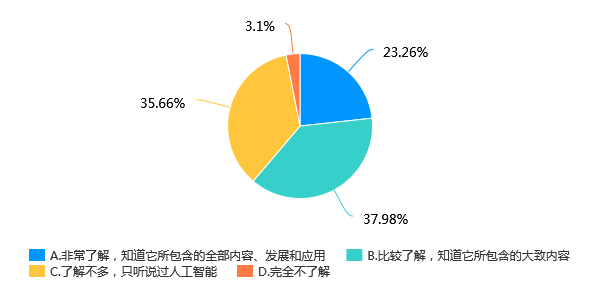 3.1%
23.26%
35.66%
37.98%
A.非常了解，知道它所包含的全部内容、发展和应用
B.比较了解，知道它所包含的大致内容
C.了解不多，只听说过人工智能
D.完全不了解